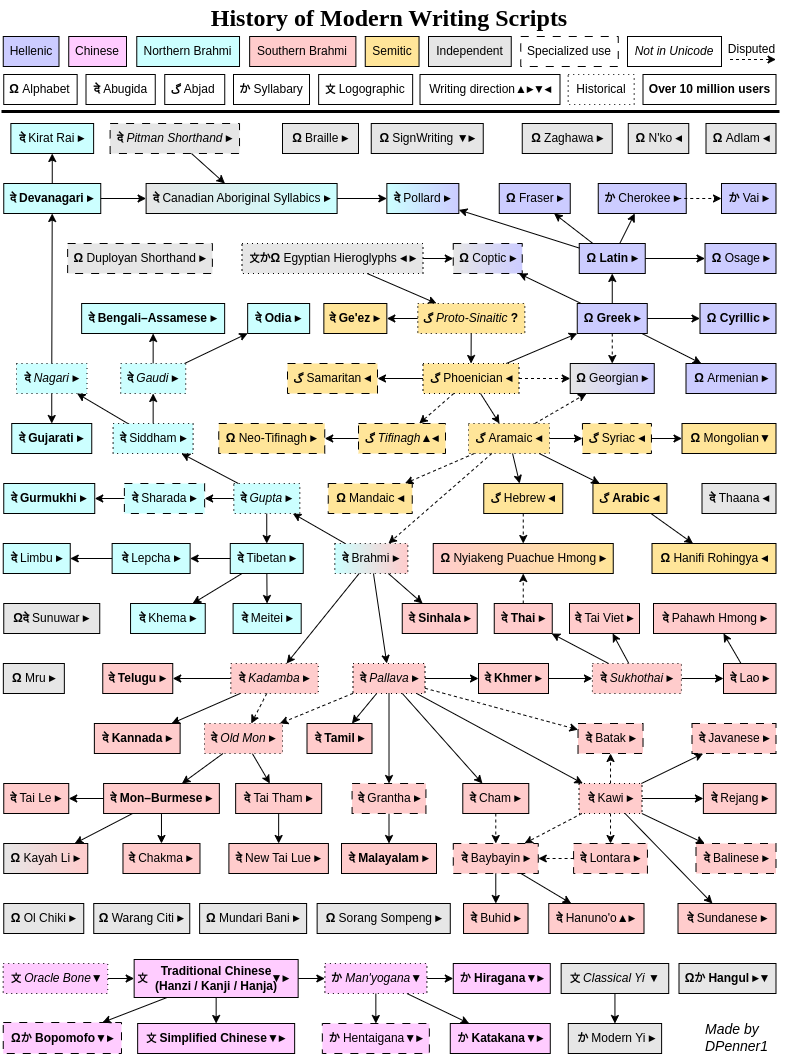 History of Modern Writing Scripts
Hellenic Chinese Northern Brahmi Southern Brahmi Semitic Independent Specialized use Not in Unicode Disputed
Ω Alphabet दे Abugida گ Abjad か Syllabary 文 Logographic Writing direction▲►▼◄ Historical Over 10 million users
दे Kirat Rai ► दे Pitman Shorthand ► Ω Braille ► Ω SignWriting ▼► Ω Zaghawa ► Ω N'ko ◄ Ω Adlam ◄
दे Devanagari ► दे Canadian Aboriginal Syllabics ► दे Pollard ► Ω Fraser ► か Cherokee ► か Vai ►
Ω Duployan Shorthand ► 文かΩ Egyptian Hieroglyphs ◄► Ω Coptic ► Ω Latin ► Ω Osage ►
दे Bengali–Assamese ► दे Odia ► दे Ge'ez ► گ Proto-Sinaitic ? Ω Greek ► Ω Cyrillic ►
दे Nagari ► दे Gaudi ► گ Samaritan ◄ گ Phoenician ◄ Ω Georgian ► Ω Armenian ►
दे Gujarati ► दे Siddham ► Ω Neo-Tifinagh ► گ Tifinagh▲◄ گ Aramaic ◄ گ Syriac ◄ Ω Mongolian▼
दे Gurmukhi ► दे Sharada ► दे Gupta ► Ω Mandaic ◄ گ Hebrew ◄ گ Arabic ◄ दे Thaana ◄
दे Limbu ► दे Lepcha ► दे Tibetan ► दे Brahmi ► Ω Nyiakeng Puachue Hmong ► Ω Hanifi Rohingya ◄
Ωदे Sunuwar ► दे Khema ► दे Meitei ► दे Sinhala ► दे Thai ► दे Tai Viet ► दे Pahawh Hmong ►
Ω Mru ► दे Telugu ► दे Kadamba ► दे Pallava ► दे Khmer ► दे Sukhothai ► दे Lao ►
दे Kannada ► दे Old Mon ► दे Tamil ► दे Batak ► दे Javanese ►
दे Tai Le ► दे Mon–Burmese ► दे Tai Tham ► दे Grantha ► दे Cham ► दे Kawi ► दे Rejang ►
Ω Kayah Li ► दे Chakma ► दे New Tai Lue ► दे Malayalam ► दे Baybayin ► दे Lontara ► दे Balinese ►
Ω Ol Chiki ► Ω Warang Citi ► Ω Mundari Bani ► Ω Sorang Sompeng ► दे Buhid ► दे Hanuno'o▲► दे Sundanese ►
文 Oracle Bone▼ 文 Traditional Chinese▼► か Man'yogana▼ か Hiragana▼► 文 Classical Yi ▼ Ωか Hangul ►▼
(Hanzi / Kanji / Hanja)
Ωか Bopomofo▼► 文 Simplified Chinese▼► か Hentaigana▼► か Katakana▼► か Modern Yi ► Made by
DPenner1